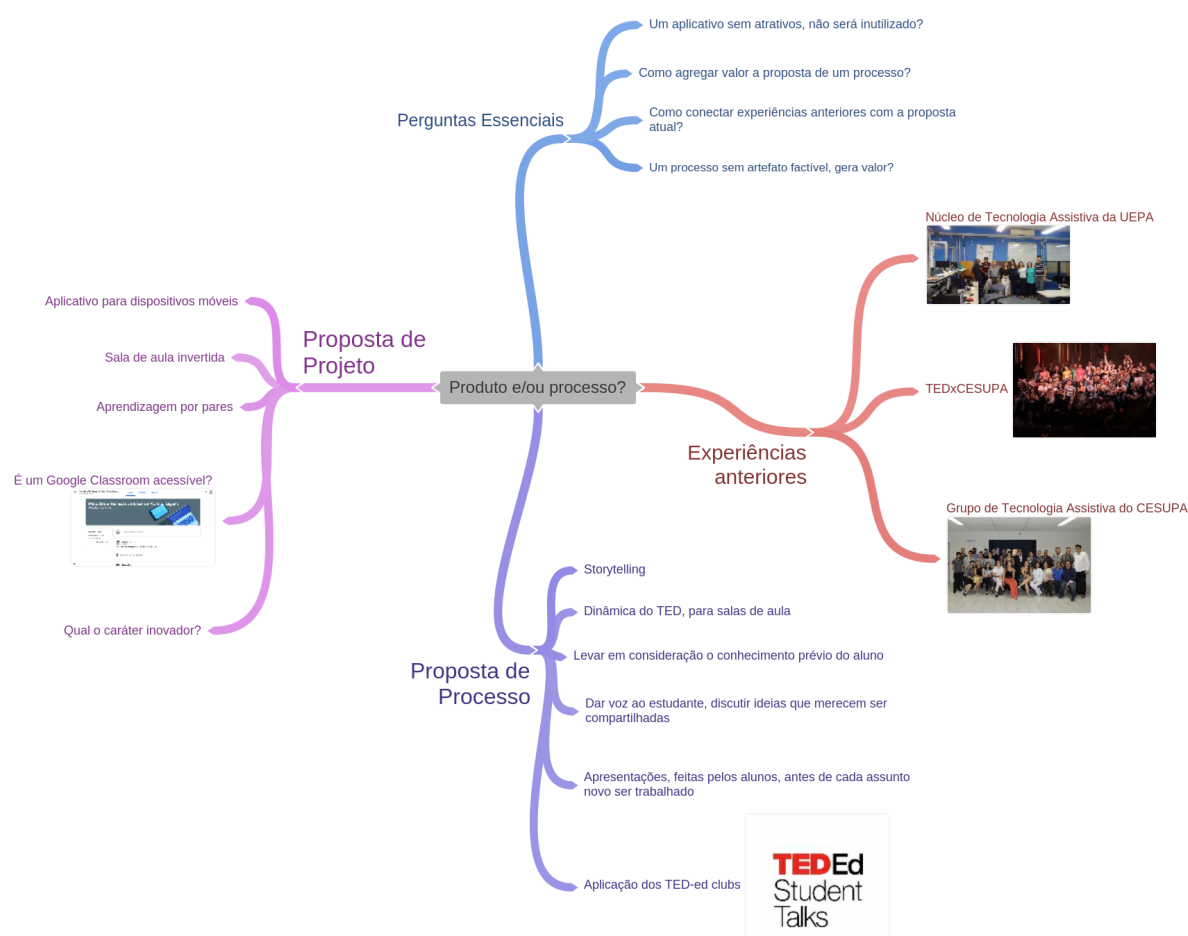 Um aplicativo sem atrativos, não será inutilizado?
Como agregar valor a proposta de um processo?
Perguntas Essenciais
Como conectar experiências anteriores com a proposta
atual?
Um processo sem artefato factível, gera valor?
Núcleo de Tecnologia Assistiva da UEPA
Aplicativo para dispositivos móveis
Proposta de
Projeto
Sala de aula invertida
Aprendizagem por pares
É um Google Classroom acessível?
Qual o caráter inovador?
Produto e/ou processo?
TEDxCESUPA
Experiências
anteriores
Grupo de Tecnologia Assistiva do CESUPA
Proposta de
Processo
Storytelling
Dinâmica do TED, para salas de aula
Levar em consideração o conhecimento prévio do aluno
Dar voz ao estudante, discutir ideias que merecem ser
compartilhadas
Apresentações, feitas pelos alunos, antes de cada assunto
novo ser trabalhado
Aplicação dos TED-ed clubs
TEDEd
Student
Talks